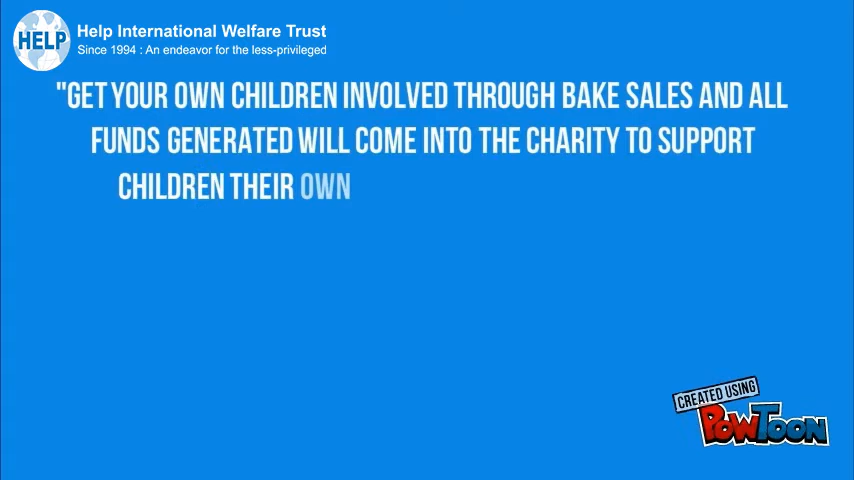 HELP
Help International Welfare Trust
Since 1994 : An endeavor for the less-privileged
"GET YOUR OWN CHILDREN INVOLVED THROUGH BAKE SALES AND ALL
FUNDS GENERATED WILL COME INTO THE CHARITY TO SUPPORT
CHILDREN THEIR OWN
CREATED USING
POWTOON